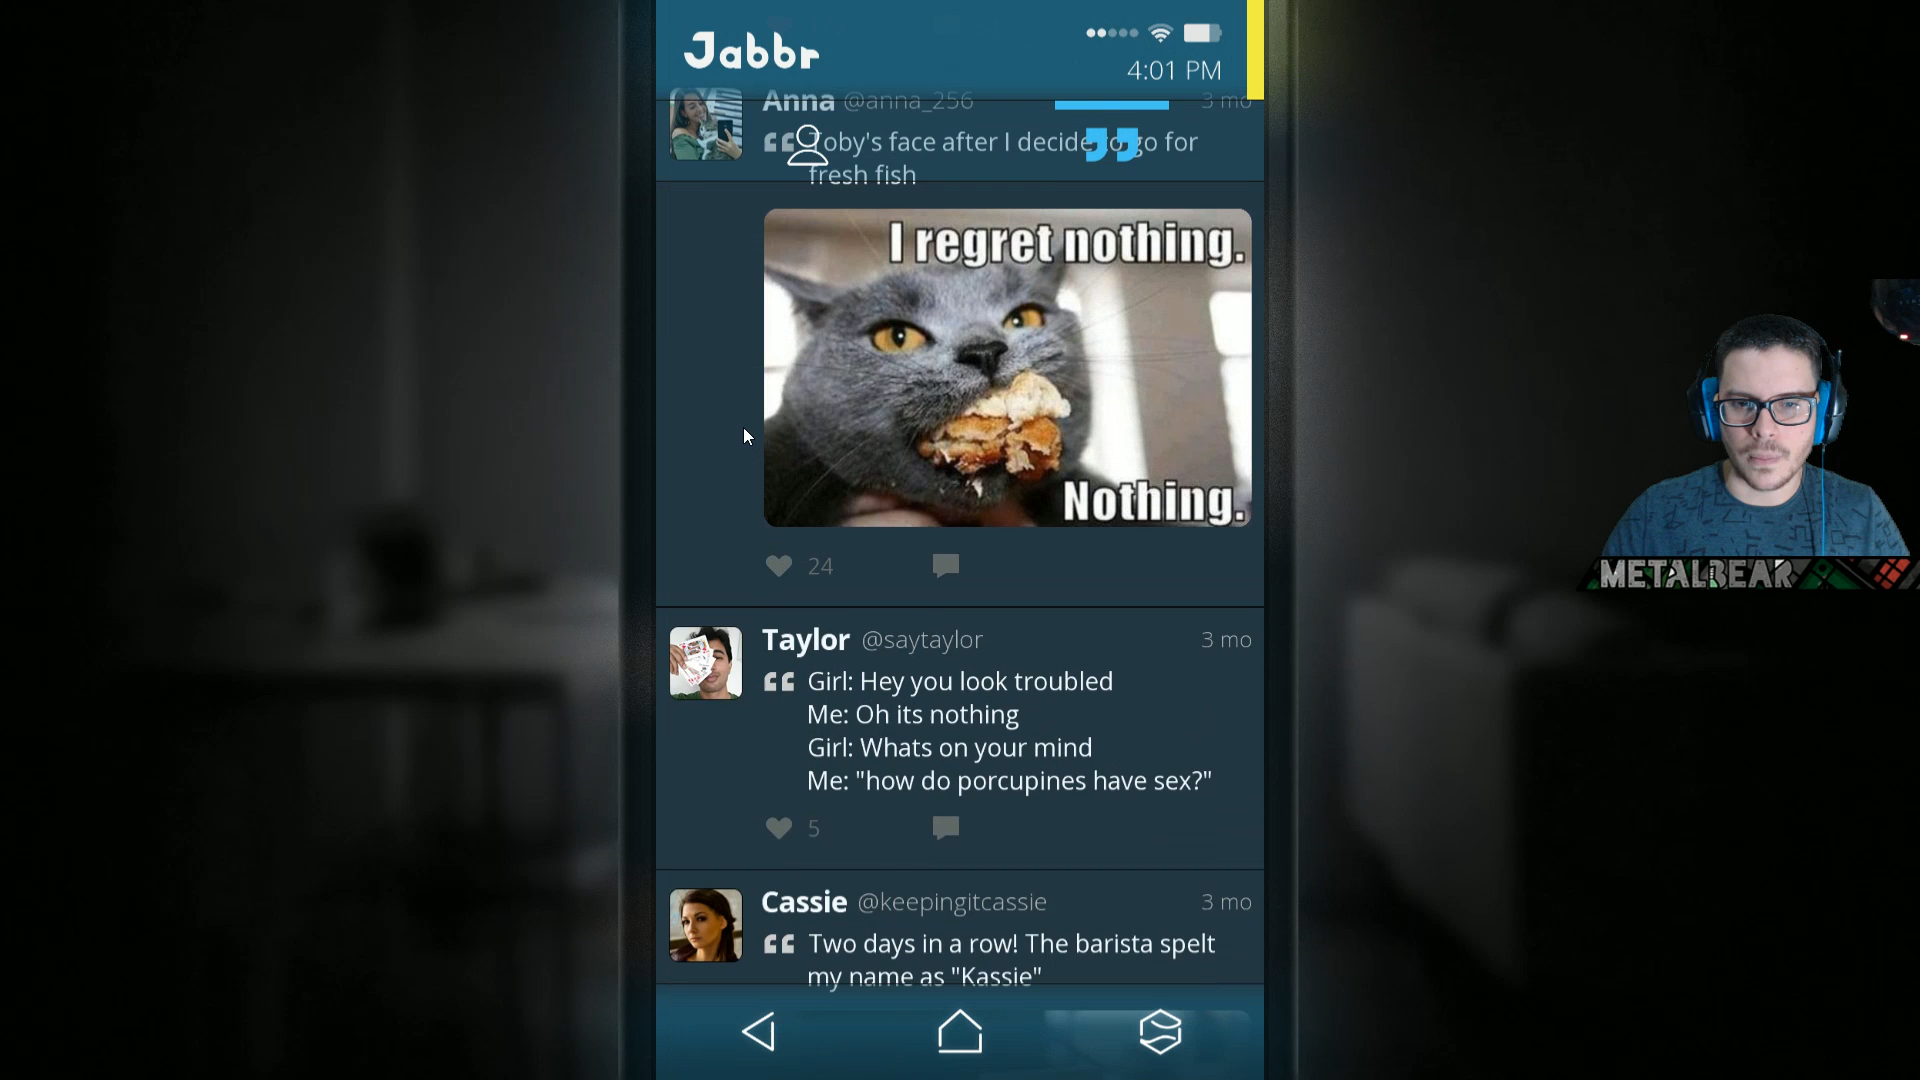 Jabbr
4:01 PM
Anna @anna_256 3 mo
Toby's face after I decide to go for
fresh fish
I regret nothing.
Nothing.
24
Taylor @saytaylor 3 mo
Girl: Hey you look troubled
Me: Oh its nothing
Girl: Whats on your mind
Me: "how do porcupines have sex?"
5
Cassie @keepingitcassie 3 mo
Two days in a row! The barista spelt
my name as "Kassie"
METALBEAR